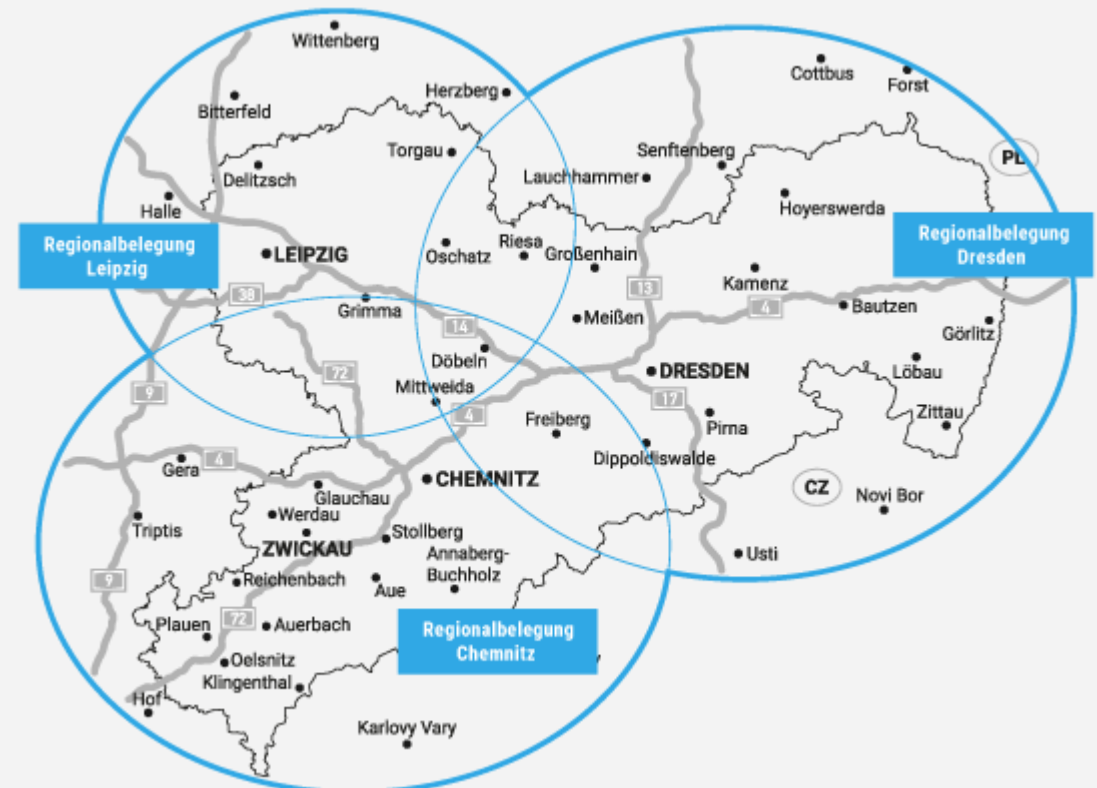 Wittenberg
Cottbus
Forst
Herzberg
Bitterfeld
Torgau
Senftenberg
PL
Delitzsch
Lauchhammer
Halle
Hoyerswerda
Regionalbelegung
Leipzig
Regionalbelegung
Dresden
LEIPZIG
Oschatz
Riesa
Großenhain
Kamenz
38
13
4
Grimma
Meißen
Bautzen
14
Görlitz
Döbeln
72
DRESDEN
Löbau
9
Mittweida
17
4
Freiberg
Pirna
Zittau
Dippoldiswalde
Gera
4
CHEMNITZ
CZ
Glauchau
Novi Bor
Triptis
Werdau
Stollberg
ZWICKAU
Annaberg-
Buchholz
Usti
9
Reichenbach
Aue
72
Plauen
Auerbach
Regionalbelegung
Chemnitz
Oelsnitz
Klingenthal
Hof
Karlovy Vary